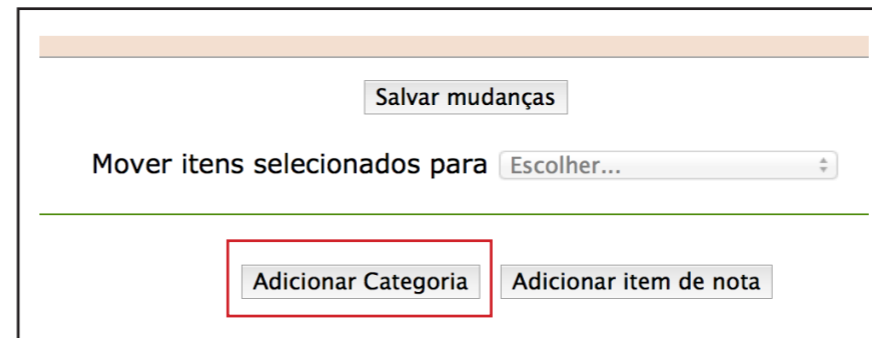 Salvar mudanças
Mover itens selecionados para Escolher...
Adicionar Categoria Adicionar item de nota